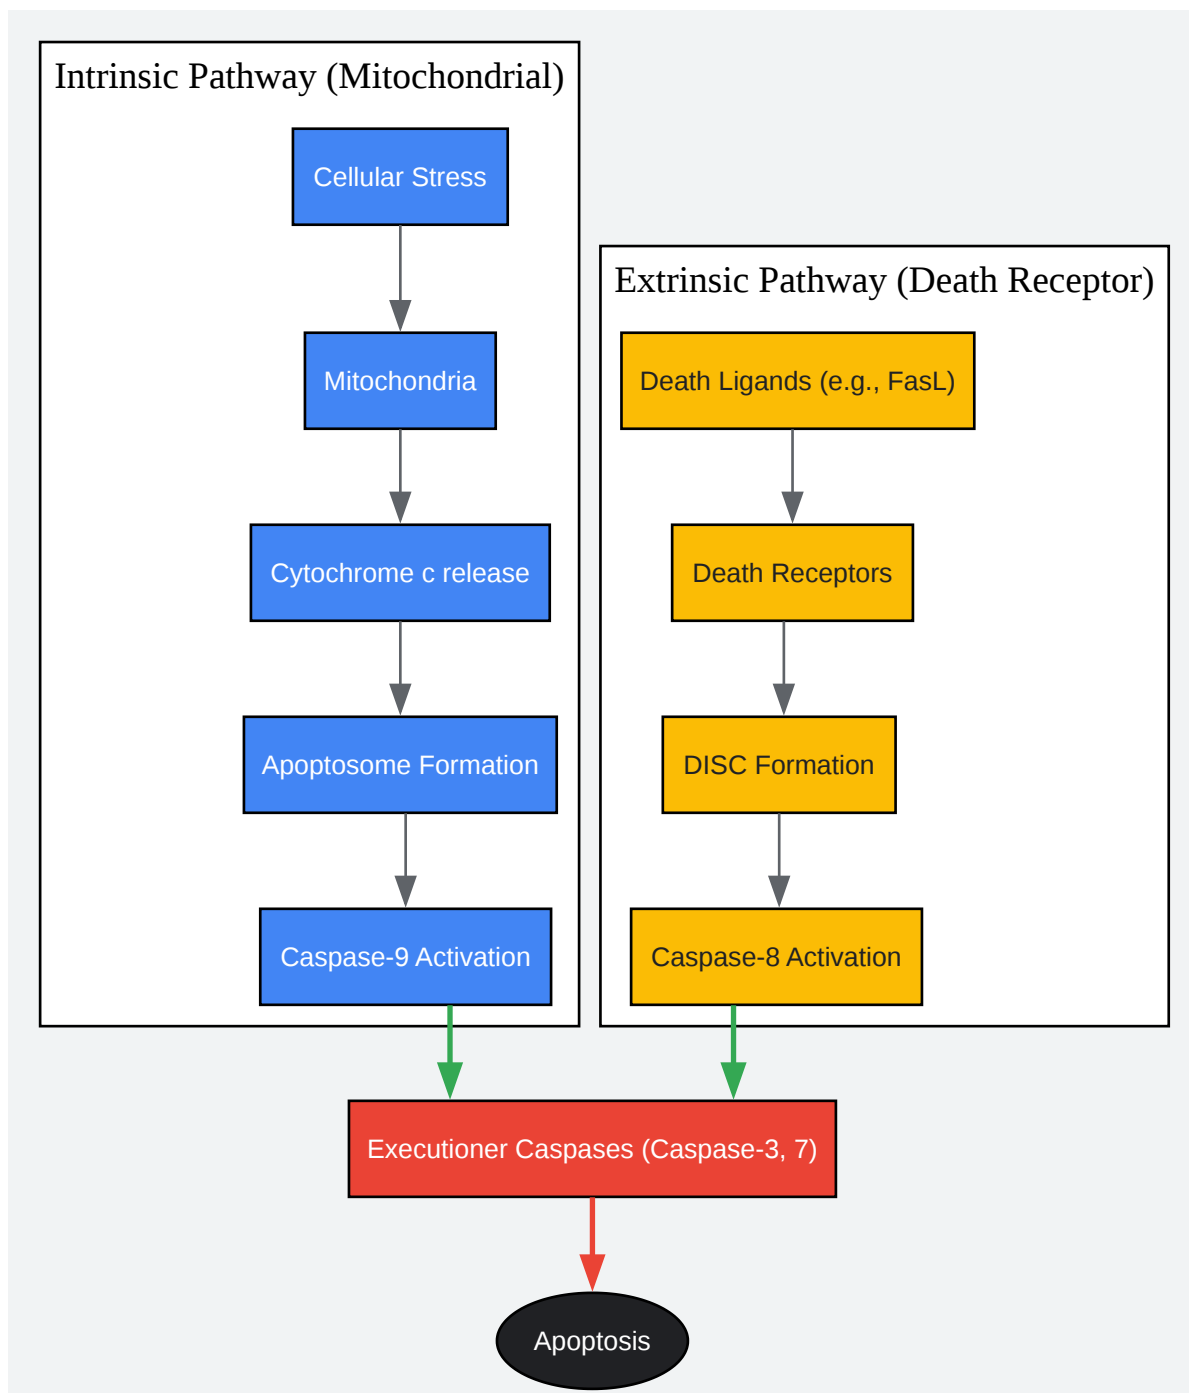 Intrinsic Pathway (Mitochondrial)
Cellular Stress
Mitochondria
Cytochrome c release
Apoptosome Formation
Caspase-9 Activation
Extrinsic Pathway (Death Receptor)
Death Ligands (e.g., FasL)
Death Receptors
DISC Formation
Caspase-8 Activation
Executioner Caspases (Caspase-3, 7)
Apoptosis